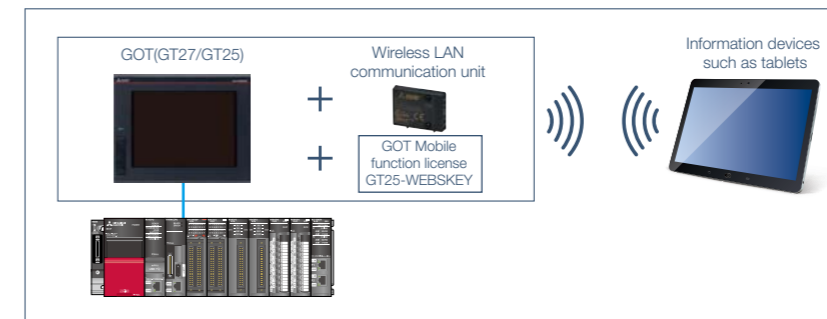 GOT(GT27/GT25)
Wireless LAN
communication unit
GOT Mobile
function license
GT25-WEBSKEY
Information devices
such as tablets